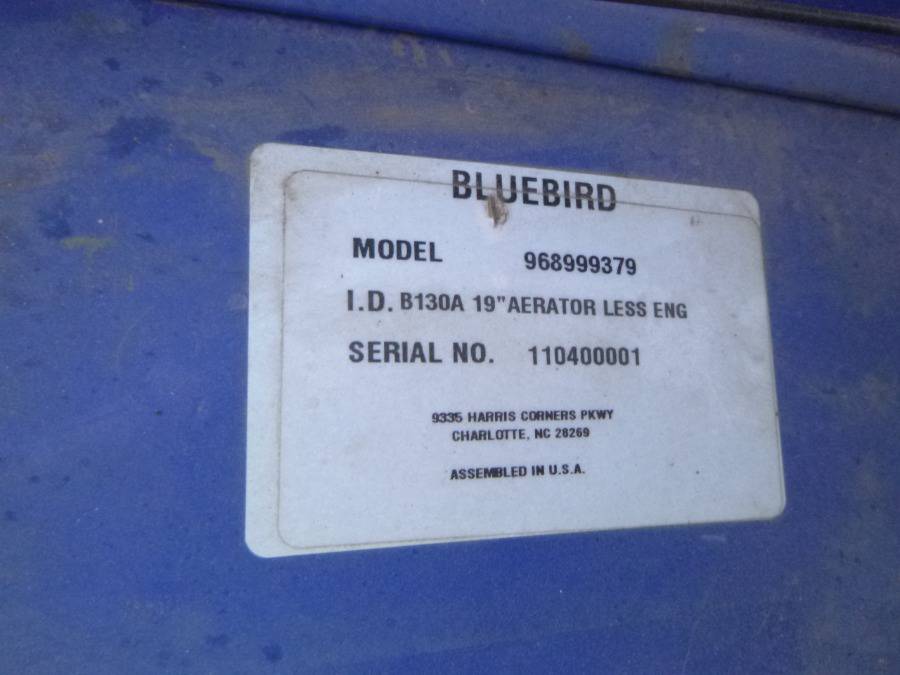 BLUEBIRD
MODEL 968999379
I.D. B130A 19" AERATOR LESS ENG
SERIAL NO. 110400001
9335 HARRIS CORNERS PKWY
CHARLOTTE, NC 28269
ASSEMBLED IN U.S.A.